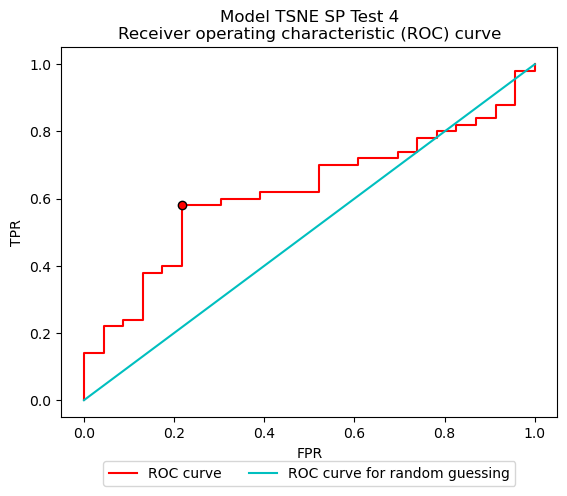 Model TSNE SP Test 4
Receiver operating characteristic (ROC) curve
TPR
1.0
0.8
0.6
0.4
0.2
0.0
0.0 0.2 0.4 0.6 0.8 1.0
FPR
ROC curve ROC curve for random guessing